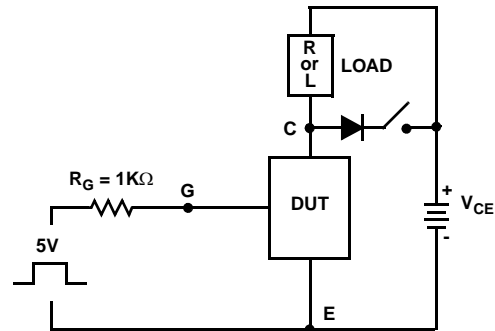 R
or
L
LOAD
C
R_G = 1KΩ
G
DUT
5V
+
V_CE
-
E